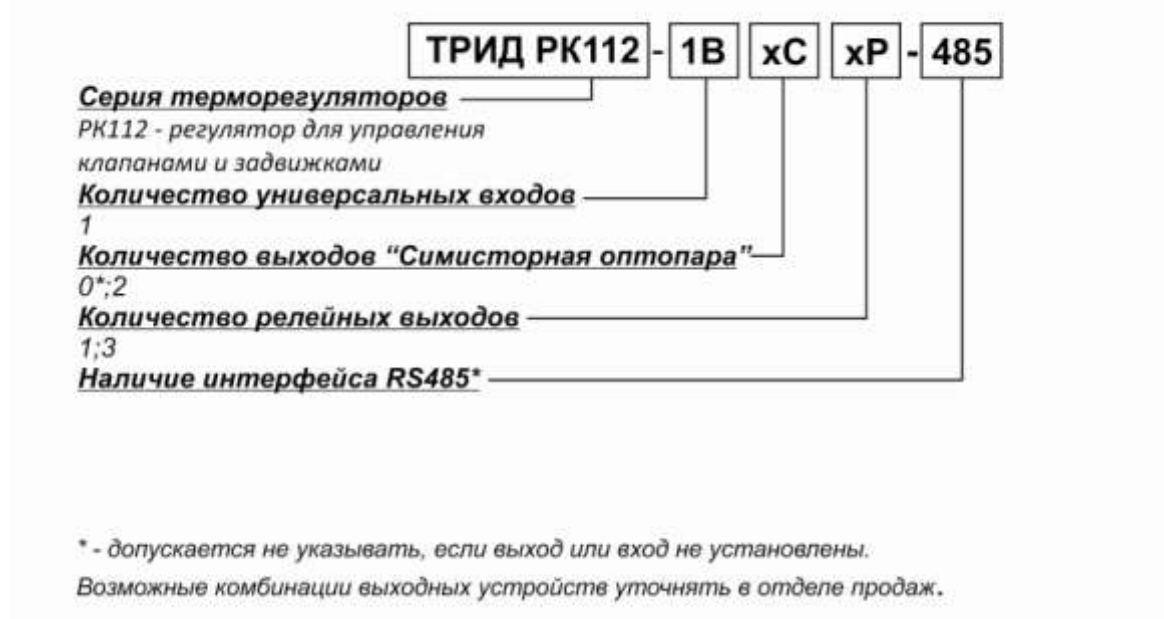 ТРИД РК112-1В хС хР-485
Серия терморегуляторов
РК112 - регулятор для управления
клапанами и задвижками
Количество универсальных входов
1
Количество выходов “Симисторная оптопара”
0*;2
Количество релейных выходов
1;3
Наличие интерфейса RS485*
* - допускается не указывать, если выход или вход не установлены.
Возможные комбинации выходных устройств уточнять в отделе продаж.